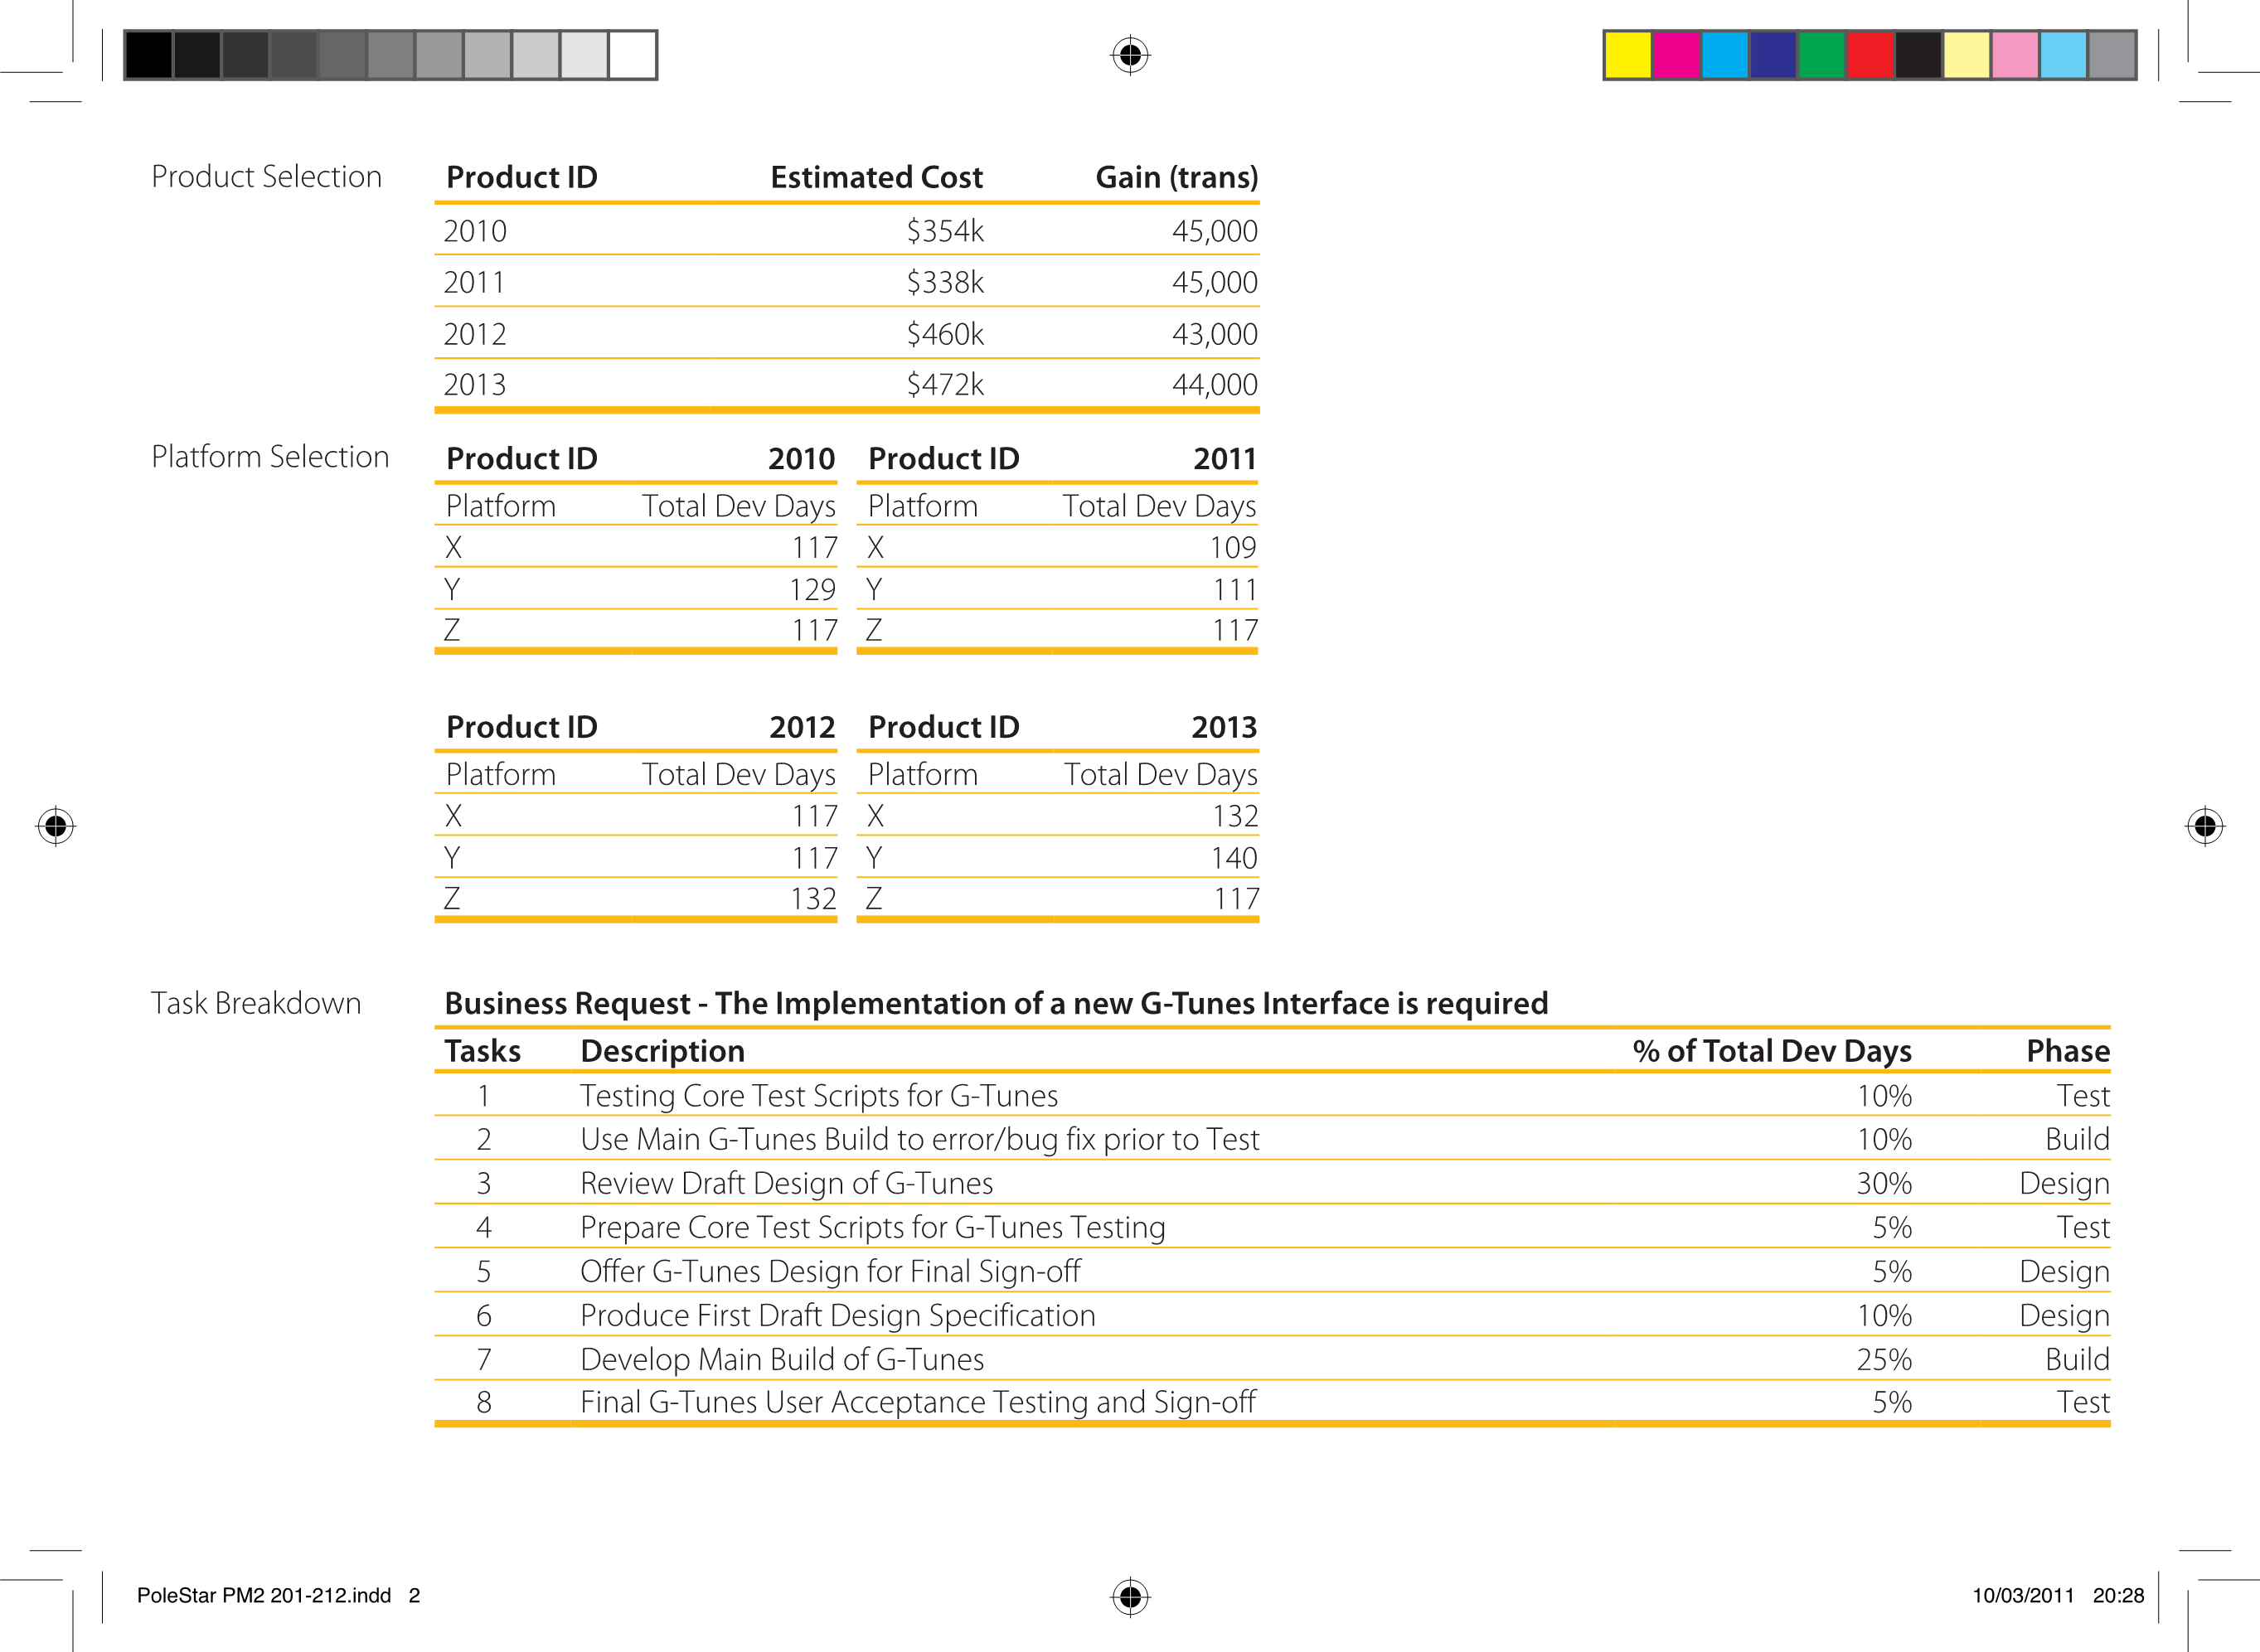 Product Selection Product ID Estimated Cost Gain (trans)
2010 $354k 45,000
2011 $338k 45,000
2012 $460k 43,000
2013 $472k 44,000
Platform Selection Product ID 2010 Product ID 2011
Platform Total Dev Days Platform Total Dev Days
X 117 X 109
Y 129 Y 111
Z 117 Z 117
Product ID 2012 Product ID 2013
Platform Total Dev Days Platform Total Dev Days
X 117 X 132
Y 117 Y 140
Z 132 Z 117
Task Breakdown Business Request - The Implementation of a new G-Tunes Interface is required
Tasks Description % of Total Dev Days Phase
1 Testing Core Test Scripts for G-Tunes 10% Test
2 Use Main G-Tunes Build to error/bug fix prior to Test 10% Build
3 Review Draft Design of G-Tunes 30% Design
4 Prepare Core Test Scripts for G-Tunes Testing 5% Test
5 Offer G-Tunes Design for Final Sign-off 5% Design
6 Produce First Draft Design Specification 10% Design
7 Develop Main Build of G-Tunes 25% Build
8 Final G-Tunes User Acceptance Testing and Sign-off 5% Test
PoleStar PM2 201-212.indd 2 10/03/2011 20:28